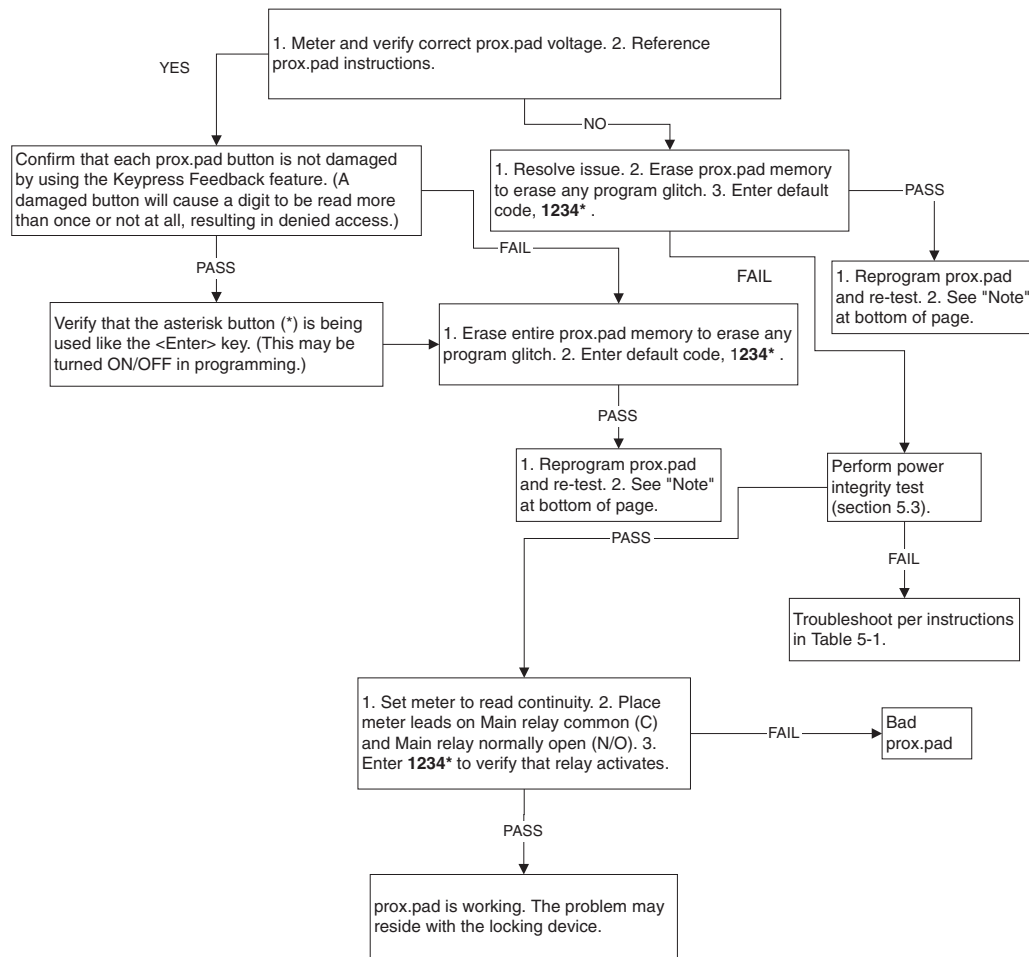 1. Meter and verify correct prox.pad voltage. 2. Reference
prox.pad instructions.
YES
NO
Confirm that each prox.pad button is not damaged
by using the Keypress Feedback feature. (A
damaged button will cause a digit to be read more
than once or not at all, resulting in denied access.)
1. Resolve issue. 2. Erase prox.pad memory
to erase any program glitch. 3. Enter default
code, 1234* .
PASS
FAIL
PASS
FAIL
1. Reprogram prox.pad
and re-test. 2. See "Note"
at bottom of page.
Verify that the asterisk button (*) is being
used like the <Enter> key. (This may be
turned ON/OFF in programming.)
1. Erase entire prox.pad memory to erase any
program glitch. 2. Enter default code, 1234* .
PASS
1. Reprogram prox.pad
and re-test. 2. See "Note"
at bottom of page.
Perform power
integrity test
(section 5.3).
PASS
FAIL
Troubleshoot per instructions
in Table 5-1.
1. Set meter to read continuity. 2. Place
meter leads on Main relay common (C)
and Main relay normally open (N/O). 3.
Enter 1234* to verify that relay activates.
FAIL
Bad
prox.pad
PASS
prox.pad is working. The problem may
reside with the locking device.